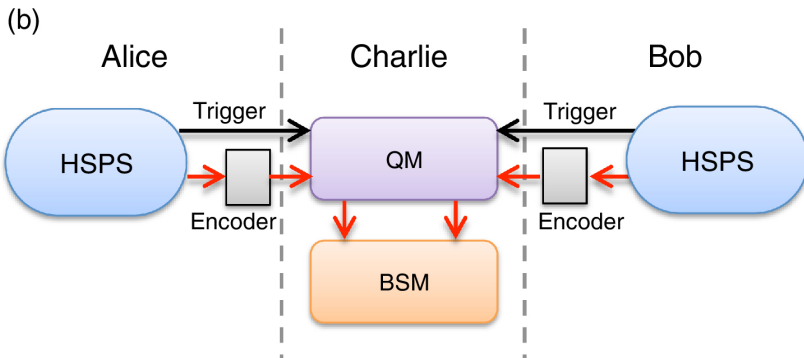 (b)
Alice
Charlie
Bob
Trigger
Trigger
HSPS
QM
HSPS
Encoder
Encoder
BSM